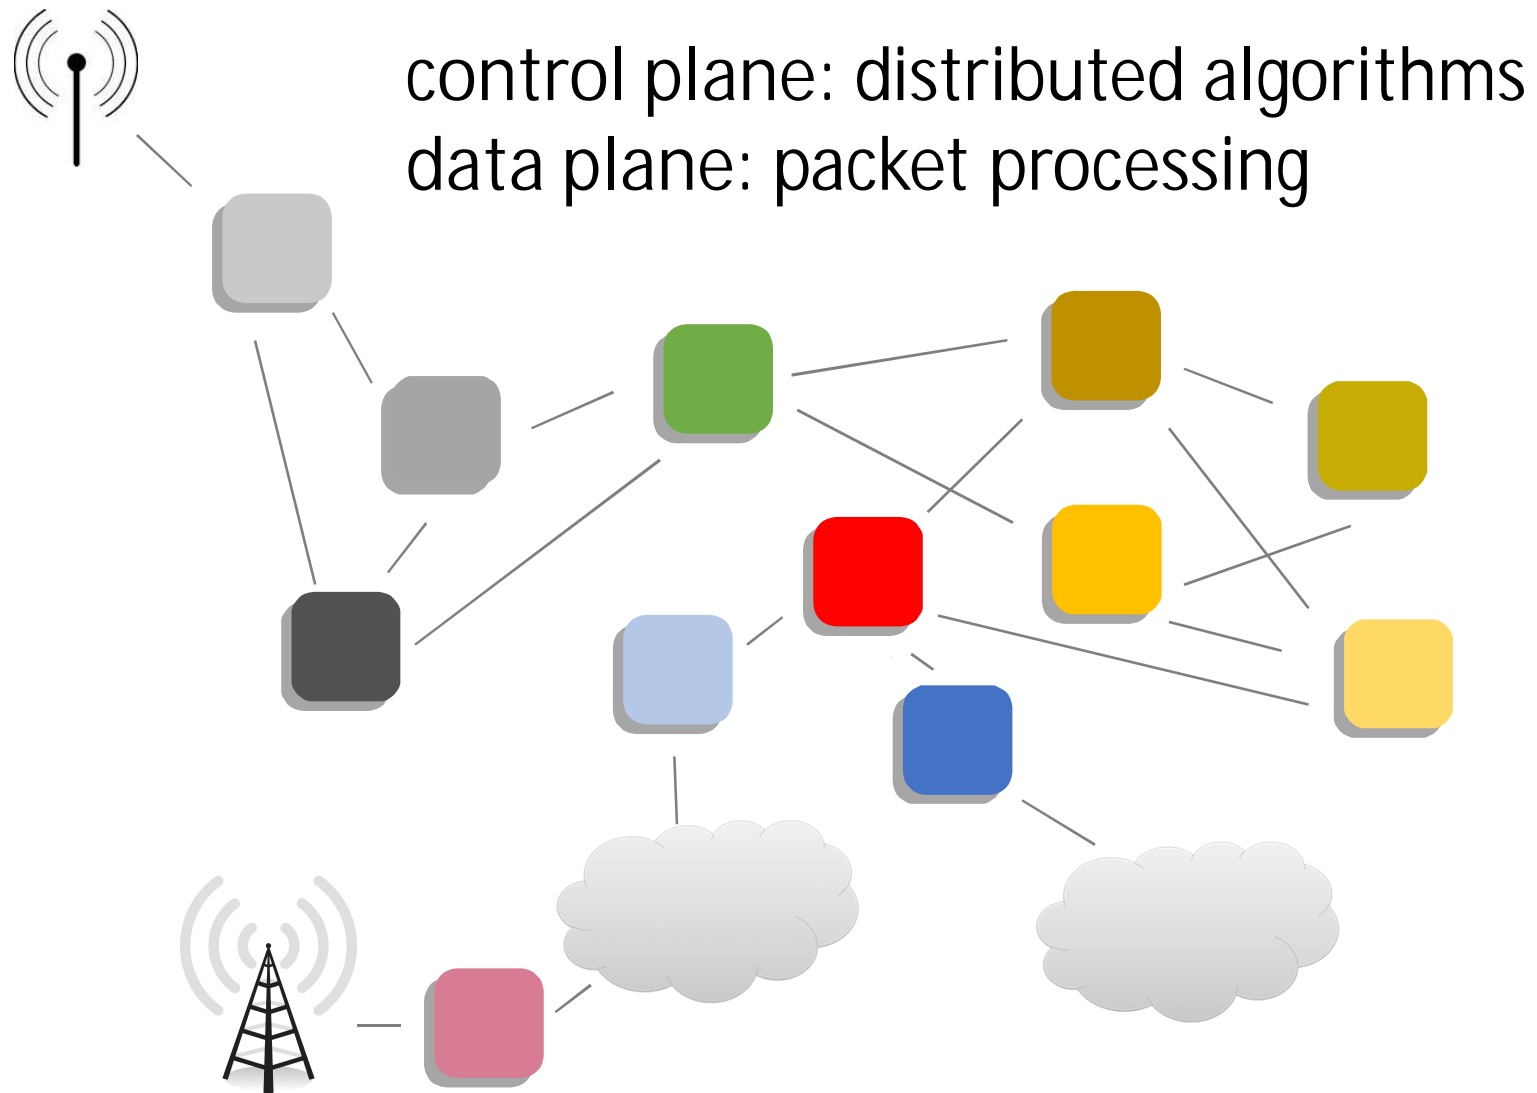 control plane: distributed algorithms
data plane: packet processing